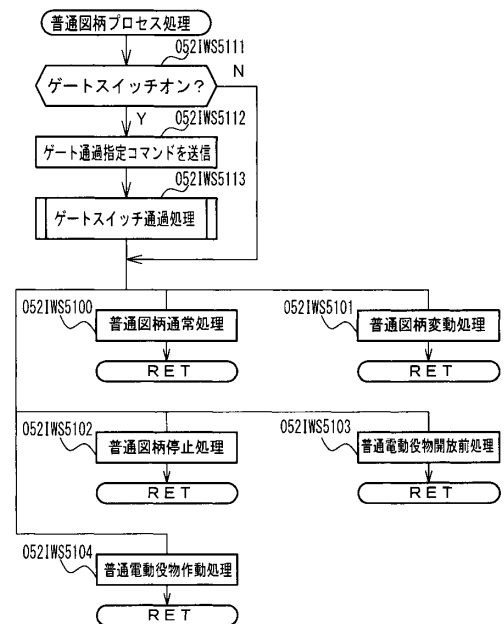 普通図柄プロセス処理
052IWS5111
ゲートスイッチオン?
N
Y
052IWS5112
ゲート通過指定コマンドを送信
052IWS5113
ゲートスイッチ通過処理
052IWS5100
普通図柄通常処理
052IWS5101
普通図柄変動処理
RET
RET
052IWS5102
普通図柄停止処理
052IWS5103
普通電動役物開放前処理
RET
RET
052IWS5104
普通電動役物作動処理
RET